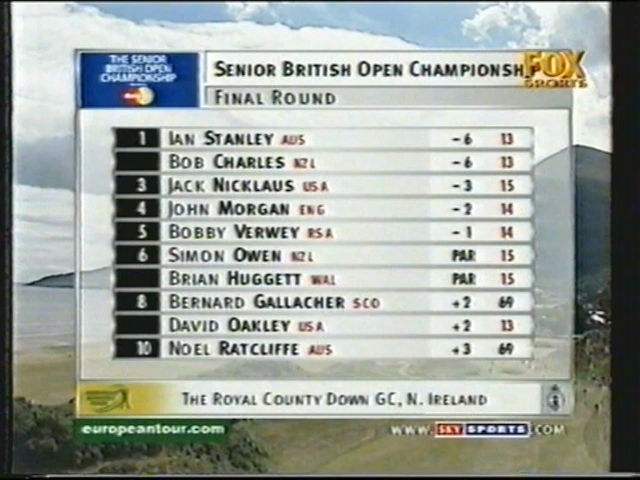 THE SENIOR
BRITISH OPEN
CHAMPIONSHIP
SENIOR BRITISH OPEN CHAMPIONSHIP
FOX
SPORTS
FINAL ROUND
1 IAN STANLEY AUS -6 13
BOB CHARLES NZL -6 13
3 JACK NICKLAUS USA -3 15
4 JOHN MORGAN ENG -2 14
5 BOBBY VERWEY RSA -1 14
6 SIMON OWEN NZL PAR 15
BRIAN HUGGETT WAL PAR 15
8 BERNARD GALLACHER SCO +2 69
DAVID OAKLEY USA +2 13
10 NOEL RATCLIFFE AUS +3 69
THE ROYAL COUNTY DOWN GC, N. IRELAND
europeantour.com
WWW.SKYSPORTS.COM